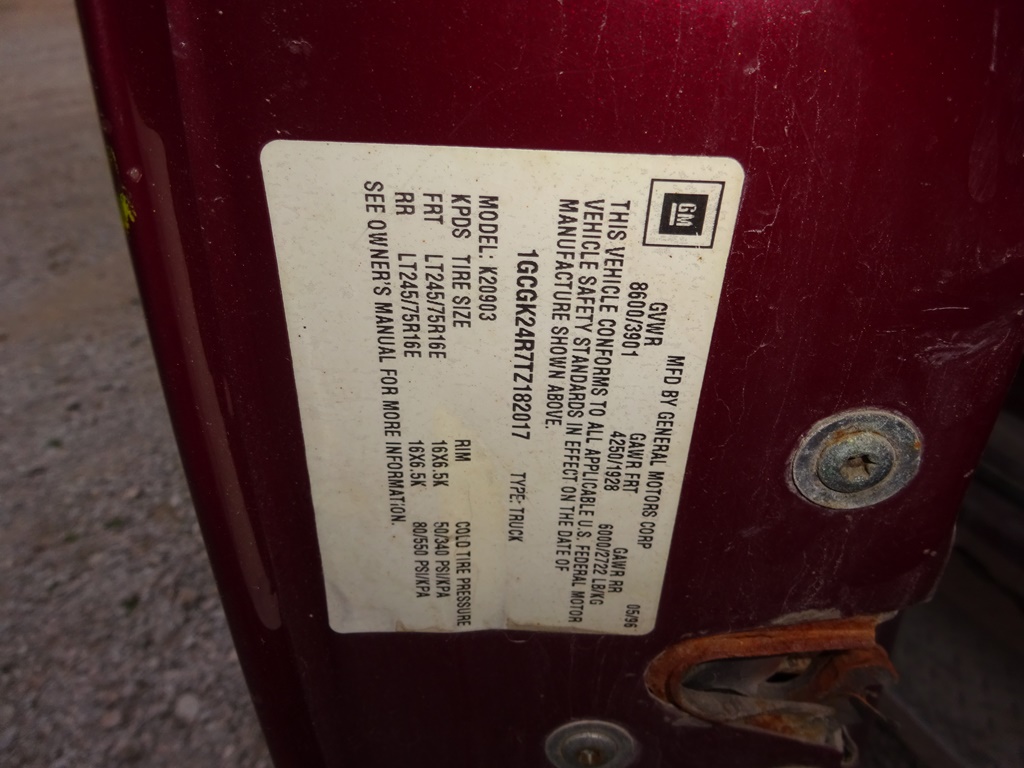 GM
MFD BY GENERAL MOTORS CORP 05/96
GVWR GAWR FRT GAWR RR
8600/3901 4250/1928 6000/2722 LB/KG
THIS VEHICLE CONFORMS TO ALL APPLICABLE U.S. FEDERAL MOTOR
VEHICLE SAFETY STANDARDS IN EFFECT ON THE DATE OF
MANUFACTURE SHOWN ABOVE.
1GCGK24R7TZ182017 TYPE: TRUCK
MODEL: K20903
KPDS TIRE SIZE RIM COLD TIRE PRESSURE
FRT LT245/75R16E 16X6.5K 50/340 PSI/KPA
RR LT245/75R16E 16X6.5K 80/550 PSI/KPA
SEE OWNER'S MANUAL FOR MORE INFORMATION.